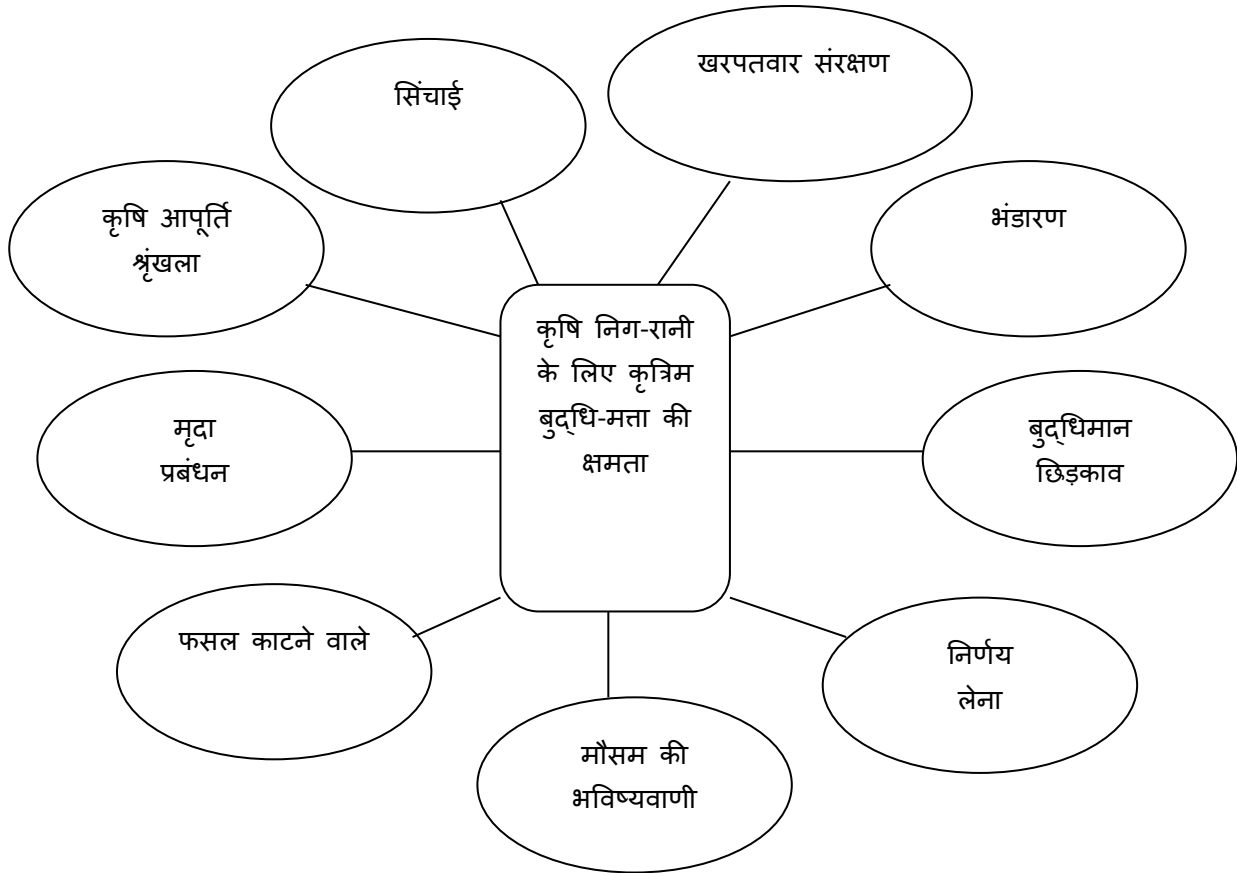 खरपतवार संरक्षण
सिंचाई
भंडारण
कृषि आपूर्ति
श्रृंखला
कृषि निग-रानी
के लिए कृत्रिम
बुद्धि-मत्ता की
क्षमता
मृदा
प्रबंधन
बुद्धिमान
छिड़काव
फसल काटने वाले
निर्णय
लेना
मौसम की
भविष्यवाणी